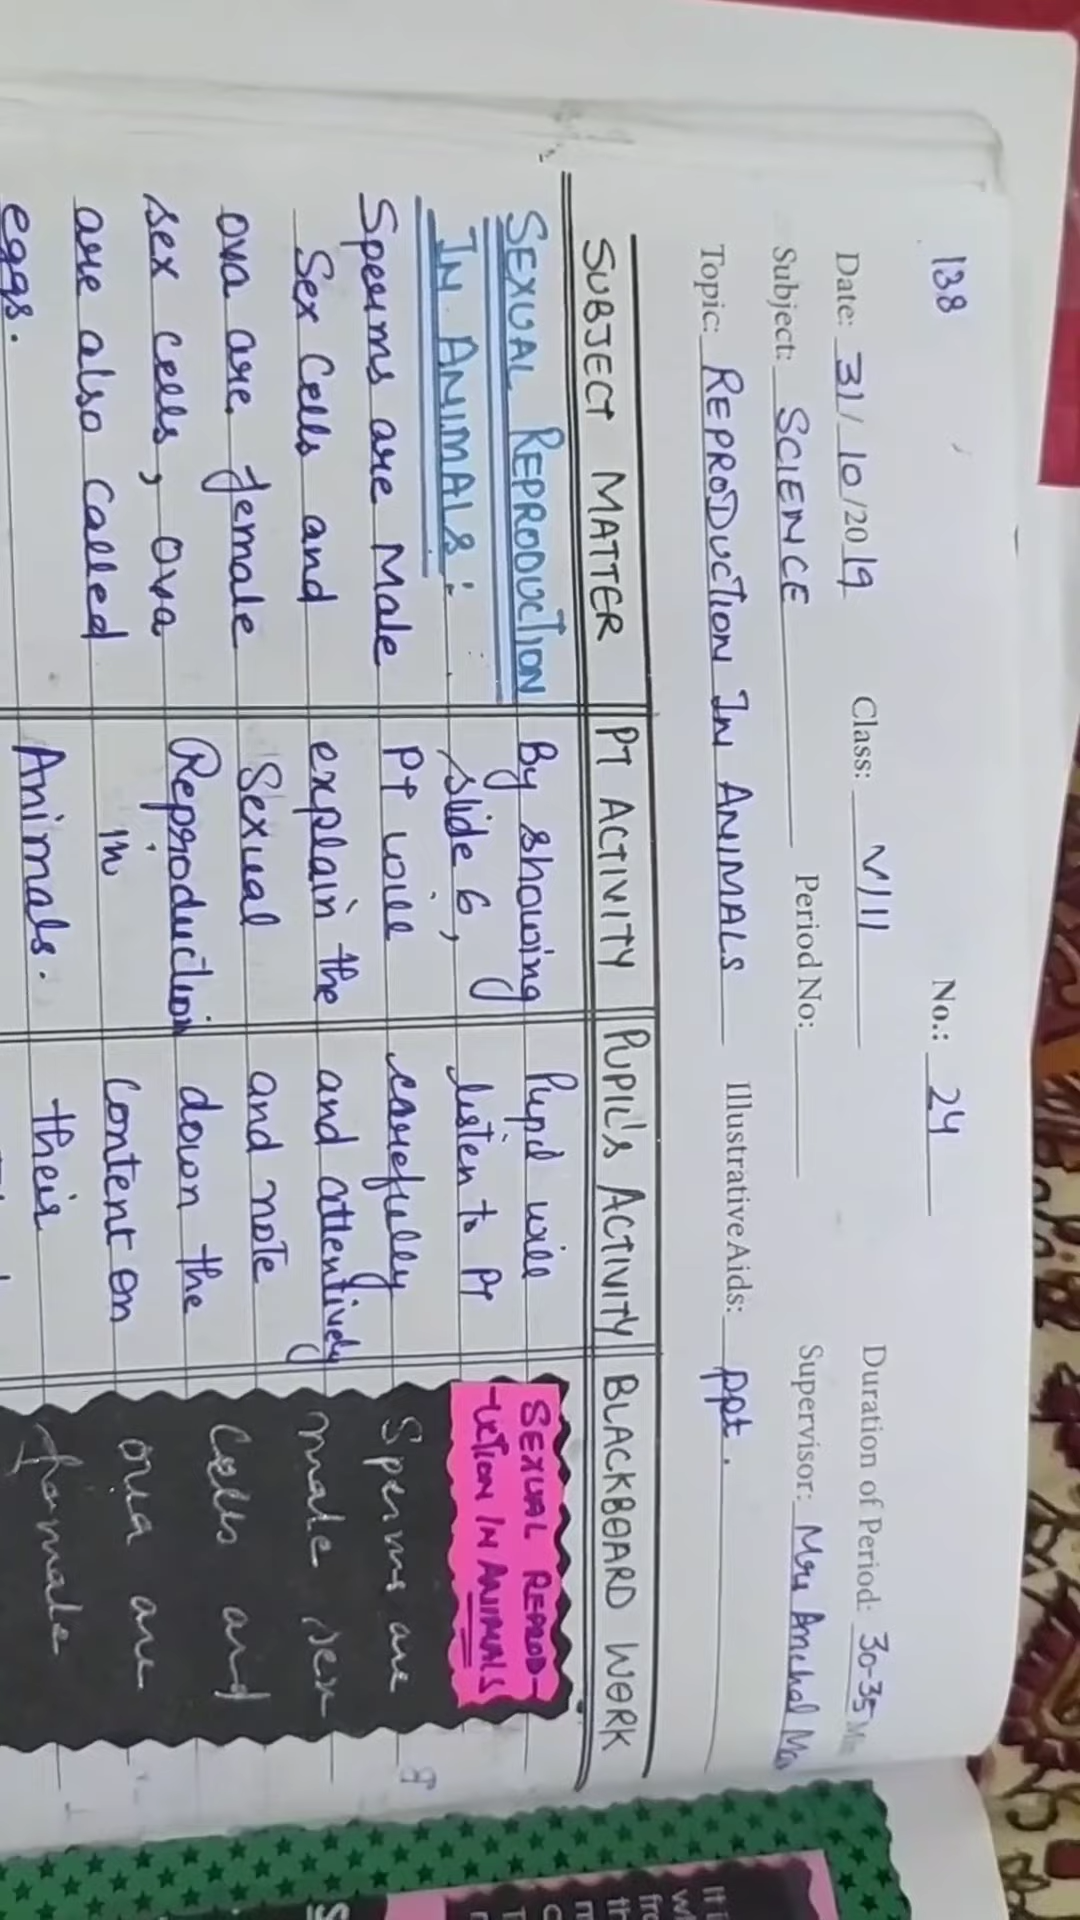 138
No.: 24
Date: 31/10/2019 Class: VIII Duration of Period: 30-35
Subject: SCIENCE Period No: Supervisor:
Topic: REPRODUCTION IN ANIMALS Illustrative Aids: ppt.
SUBJECT MATTER
SEXUAL REPRODUCTION
IN ANIMALS:
Sperms are Male
Sex Cells and
ova are female
sex cells, ova
are also called
eggs.
PT ACTIVITY
By showing
slide 6,
PT will
explain the
Sexual
Reproduction
in
Animals.
PUPIL'S ACTIVITY
Pupil will
listen to PT
carefully
and attentively
and note
down the
content on
their
BLACKBOARD WORK
SEXUAL REPROD-
-UCTION IN ANIMALS
Sperms are
male sex
Cells and
ova are
female